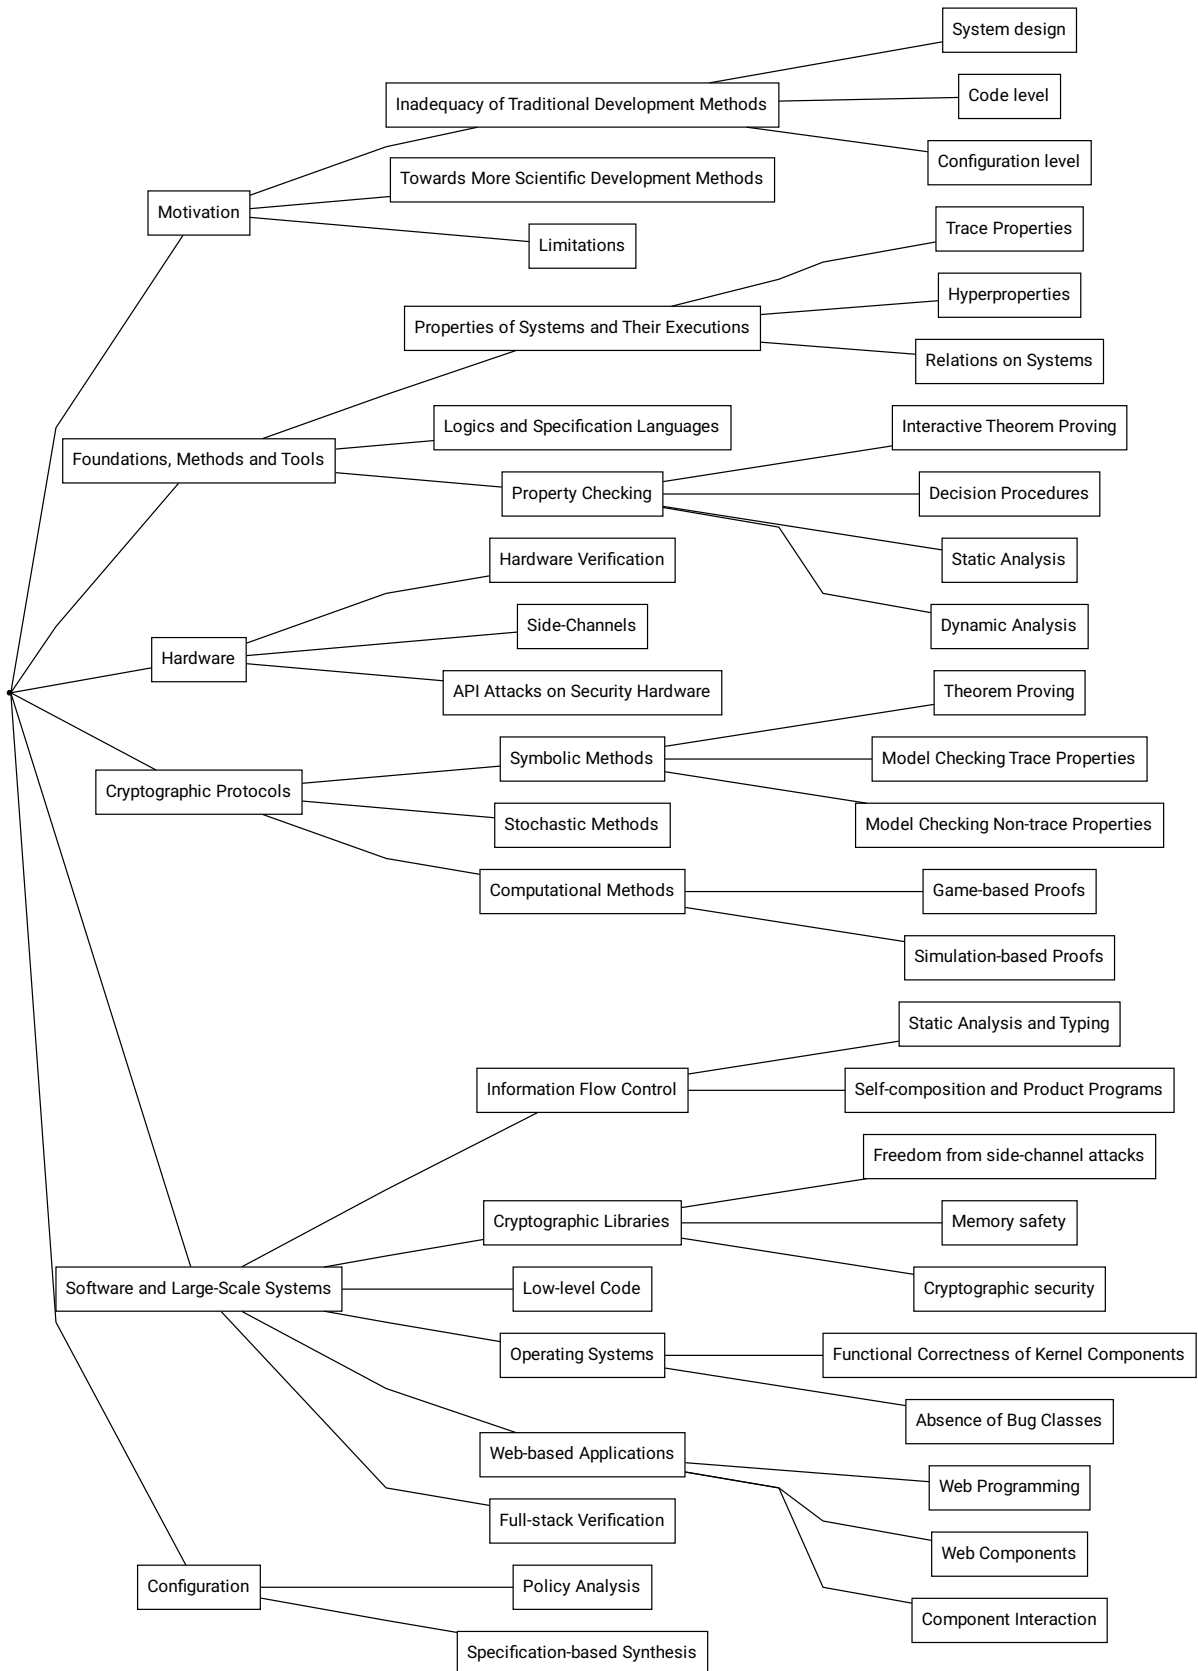 System design
Inadequacy of Traditional Development Methods
Code level
Configuration level
Towards More Scientific Development Methods
Motivation
Limitations
Trace Properties
Hyperproperties
Properties of Systems and Their Executions
Relations on Systems
Logics and Specification Languages
Interactive Theorem Proving
Foundations, Methods and Tools
Property Checking
Decision Procedures
Static Analysis
Hardware Verification
Dynamic Analysis
Side-Channels
Hardware
API Attacks on Security Hardware
Theorem Proving
Symbolic Methods
Model Checking Trace Properties
Cryptographic Protocols
Stochastic Methods
Model Checking Non-trace Properties
Computational Methods
Game-based Proofs
Simulation-based Proofs
Static Analysis and Typing
Information Flow Control
Self-composition and Product Programs
Freedom from side-channel attacks
Cryptographic Libraries
Memory safety
Software and Large-Scale Systems
Low-level Code
Cryptographic security
Operating Systems
Functional Correctness of Kernel Components
Absence of Bug Classes
Web-based Applications
Web Programming
Full-stack Verification
Web Components
Configuration
Policy Analysis
Component Interaction
Specification-based Synthesis